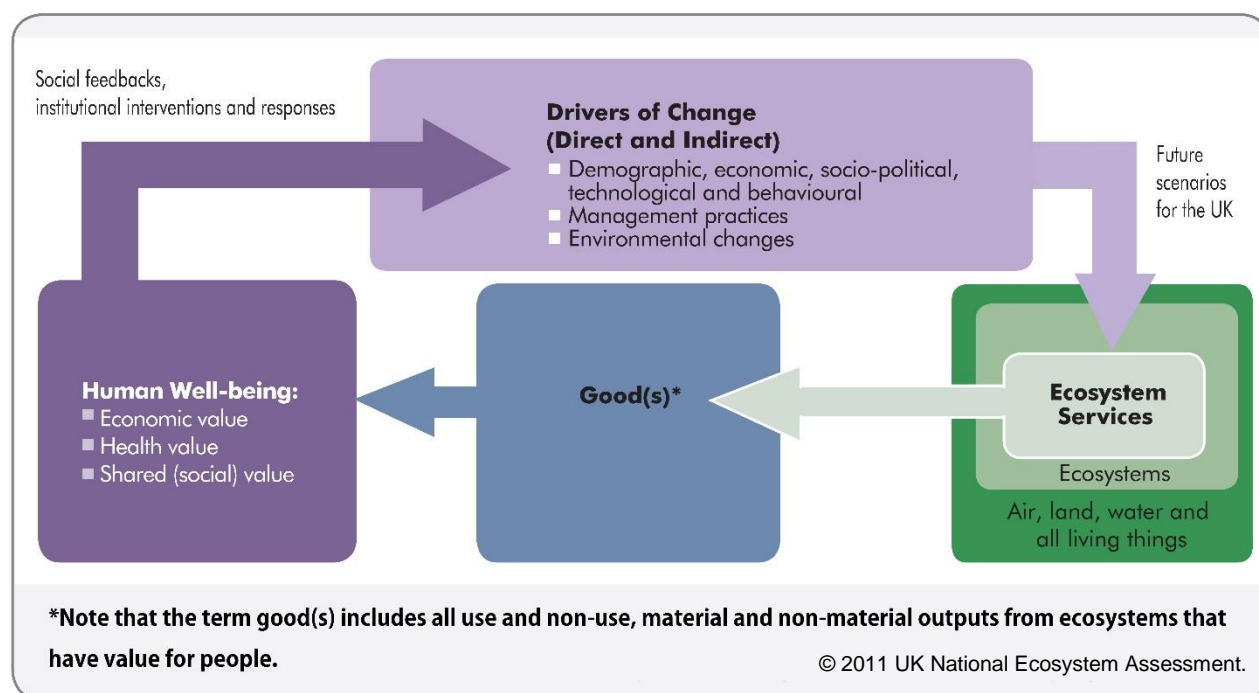 Social feedbacks,
institutional interventions and responses
Drivers of Change
(Direct and Indirect)
Demographic, economic, socio-political,
technological and behavioural
Management practices
Environmental changes
Future
scenarios
for the UK
Human Well-being:
Economic value
Health value
Shared (social) value
Good(s)*
Ecosystem
Services
Ecosystems
Air, land, water and
all living things
*Note that the term good(s) includes all use and non-use, material and non-material outputs from ecosystems that
have value for people.
© 2011 UK National Ecosystem Assessment.